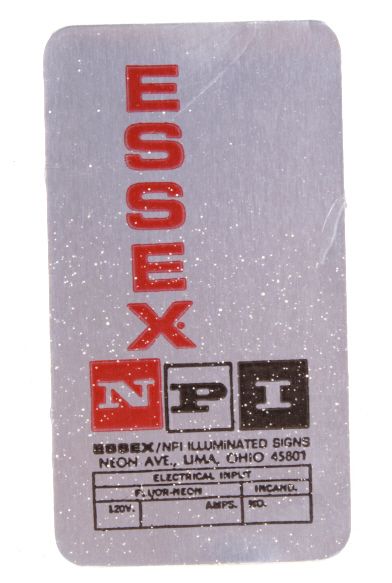 ESSEX
NPI
ESSEX/NPI ILLUMINATED SIGNS
NEON AVE., LIMA, OHIO 45801
ELECTRICAL INPUT
FLUOR-NEON INCAND.
120V. AMPS. NO.